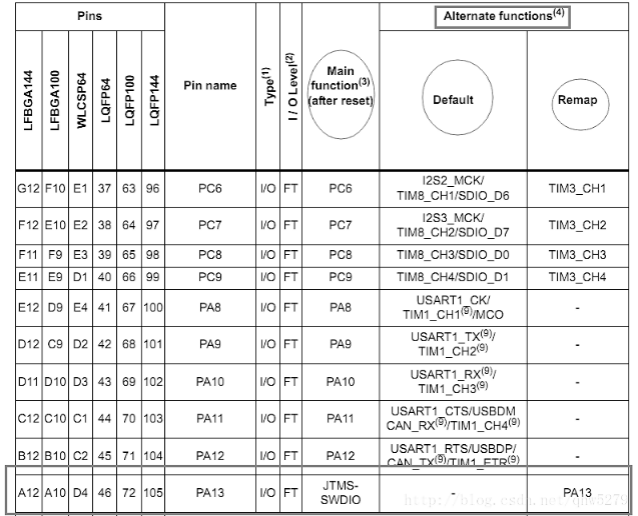 Pins
Alternate functions(4)
LFBGA144
LFBGA100
WLCSP64
LQFP64
LQFP100
LQFP144
Pin name
Type(1)
I / O Level(2)
Main
function(3)
(after reset)
Default
Remap
G12 F10 E1 37 63 96 PC6 I/O FT PC6 I2S2_MCK/
TIM8_CH1/SDIO_D6 TIM3_CH1
F12 E10 E2 38 64 97 PC7 I/O FT PC7 I2S3_MCK/
TIM8_CH2/SDIO_D7 TIM3_CH2
F11 F9 E3 39 65 98 PC8 I/O FT PC8 TIM8_CH3/SDIO_D0 TIM3_CH3
E11 E9 D1 40 66 99 PC9 I/O FT PC9 TIM8_CH4/SDIO_D1 TIM3_CH4
E12 D9 E4 41 67 100 PA8 I/O FT PA8 USART1_CK/
TIM1_CH1(9)/MCO -
D12 C9 D2 42 68 101 PA9 I/O FT PA9 USART1_TX(9)/
TIM1_CH2(9) -
D11 D10 D3 43 69 102 PA10 I/O FT PA10 USART1_RX(9)/
TIM1_CH3(9) -
C12 C10 C1 44 70 103 PA11 I/O FT PA11 USART1_CTS/USBDM
CAN_RX(9)/TIM1_CH4(9) -
B12 B10 C2 45 71 104 PA12 I/O FT PA12 USART1_RTS/USBDP/
CAN_TX(9)/TIM1_ETR(9) -
A12 A10 D4 46 72 105 PA13 I/O FT JTMS-
SWDIO - PA13